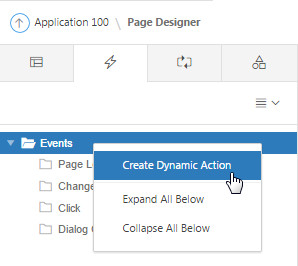 Application 100 \ Page Designer
Events
Create Dynamic Action
Page
Change
Expand All Below
Click
Collapse All Below
Dialog